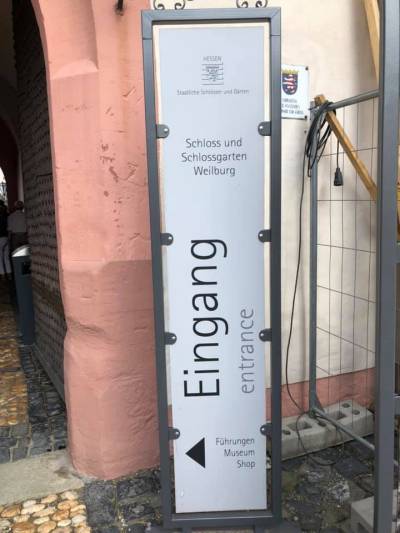 HESSEN
Staatliche Schlösser und Gärten
Schloss und
Schlossgarten
Weilburg
Eingang
entrance
Führungen
Museum
Shop